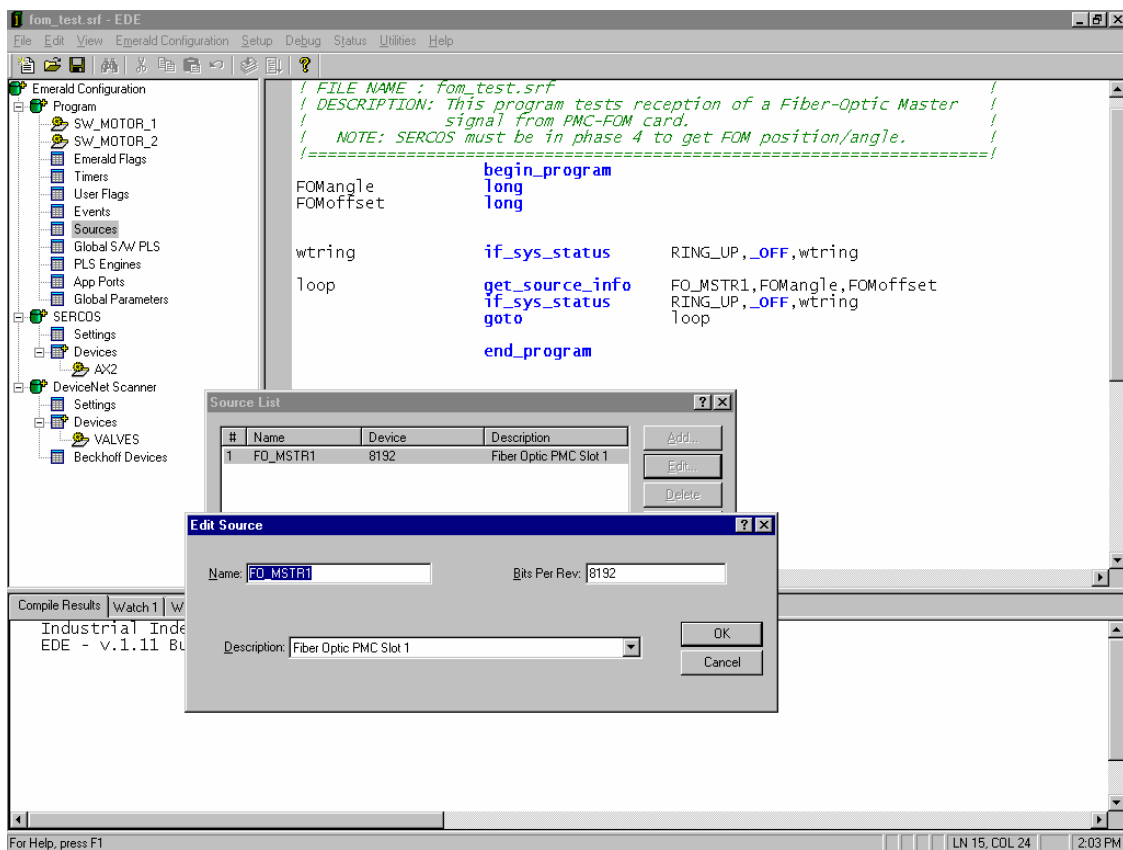 fom_test.srf - EDE
File Edit View Emerald Configuration Setup Debug Status Utilities Help
Emerald Configuration
Program
SW_MOTOR_1
SW_MOTOR_2
Emerald Flags
Timers
User Flags
Events
Sources
Global S/W PLS
PLS Engines
App Ports
Global Parameters
SERCOS
Settings
Devices
AX2
DeviceNet Scanner
Settings
Devices
VALVES
Beckhoff Devices
! FILE NAME : fom_test.srf !
! DESCRIPTION: This program tests reception of a Fiber-Optic Master !
! signal from PMC-FOM card. !
! NOTE: SERCOS must be in phase 4 to get FOM position/angle. !
!=====================================================================!
begin_program
FOMangle long
FOMoffset long
wtring if_sys_status RING_UP,_OFF,wtring
loop get_source_info FO_MSTR1,FOMangle,FOMoffset
if_sys_status RING_UP,_OFF,wtring
goto loop
end_program
Source List
# Name Device Description
1 FO_MSTR1 8192 Fiber Optic PMC Slot 1
Add...
Edit...
Delete
Edit Source
Name: FO_MSTR1 Bits Per Rev: 8192
Description: Fiber Optic PMC Slot 1
OK
Cancel
Compile Results Watch 1 W
Industrial Inde
EDE - v.1.11 Bu
For Help, press F1 LN 15, COL 24 2:03 PM